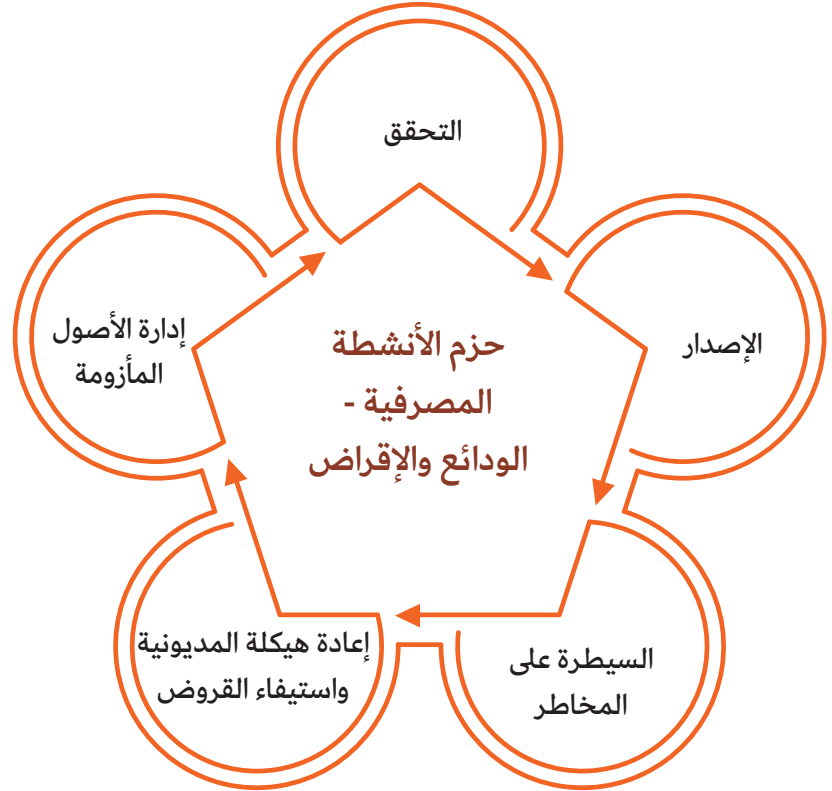 التحقق
الإصدار
السيطرة على
المخاطر
إعادة هيكلة المديونية
واستيفاء القروض
إدارة الأصول
المأزومة
حزم الأنشطة
المصرفية -
الودائع والإقراض